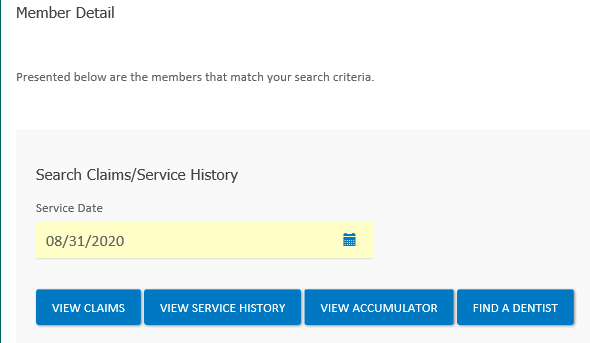 Member Detail
Presented below are the members that match your search criteria.
Search Claims/Service History
Service Date
08/31/2020
VIEW CLAIMS VIEW SERVICE HISTORY VIEW ACCUMULATOR FIND A DENTIST